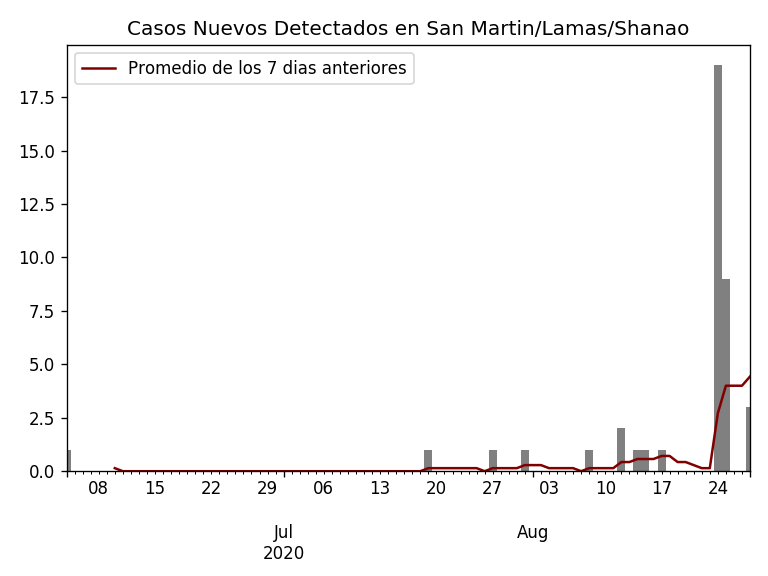 Casos Nuevos Detectados en San Martin/Lamas/Shanao
Promedio de los 7 dias anteriores
17.5
15.0
12.5
10.0
7.5
5.0
2.5
0.0
08 15 22 29 06 13 20 27 03 10 17 24
Jul Aug
2020